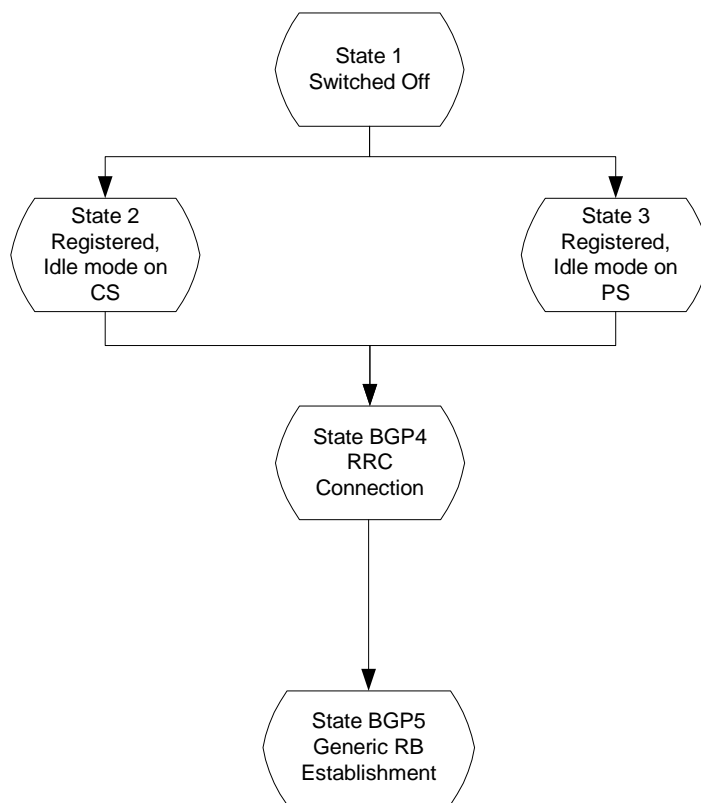 State 1
Switched Off
State 2
Registered,
Idle mode on
CS
State 3
Registered,
Idle mode on
PS
State BGP4
RRC
Connection
State BGP5
Generic RB
Establishment